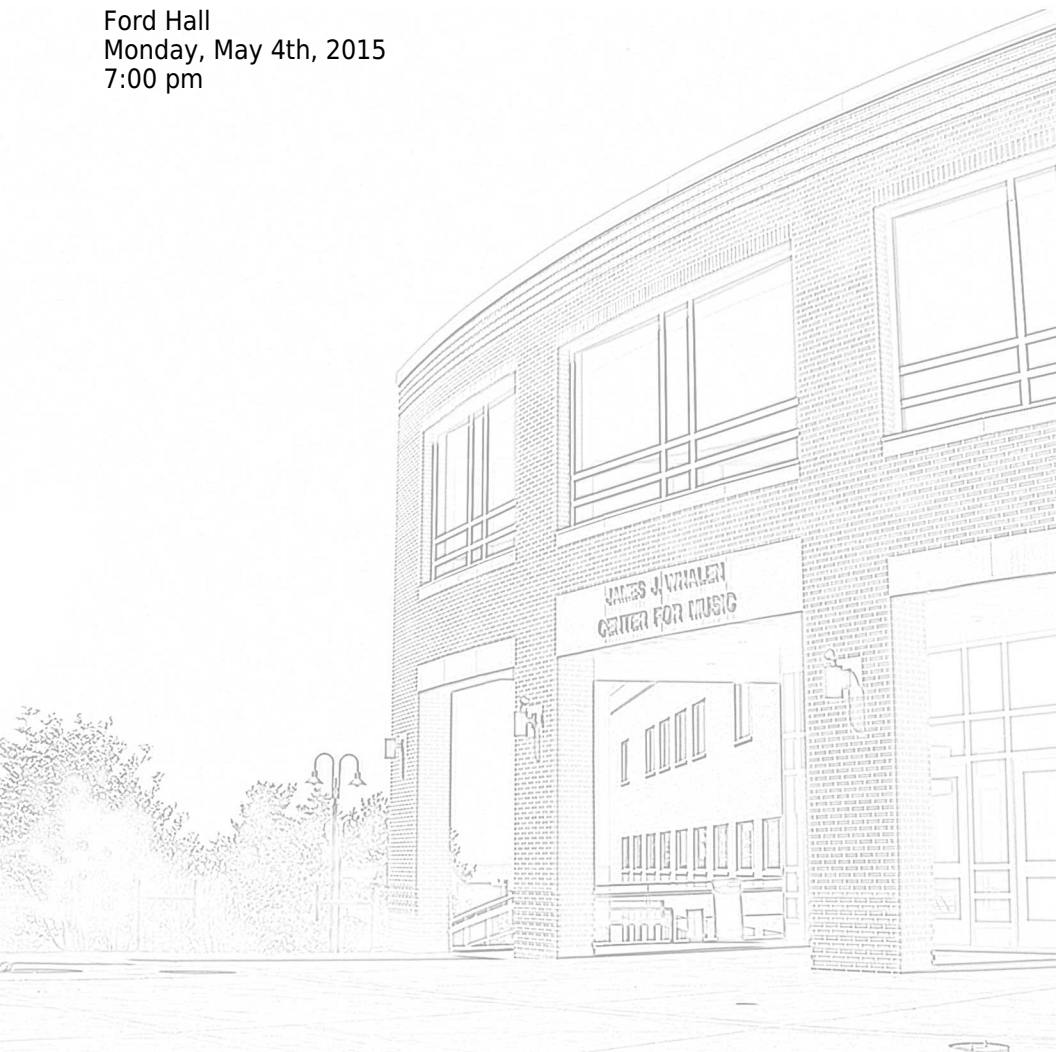 Ford Hall
Monday, May 4th, 2015
7:00 pm
JAMES J. WHALEN
CENTER FOR MUSIC